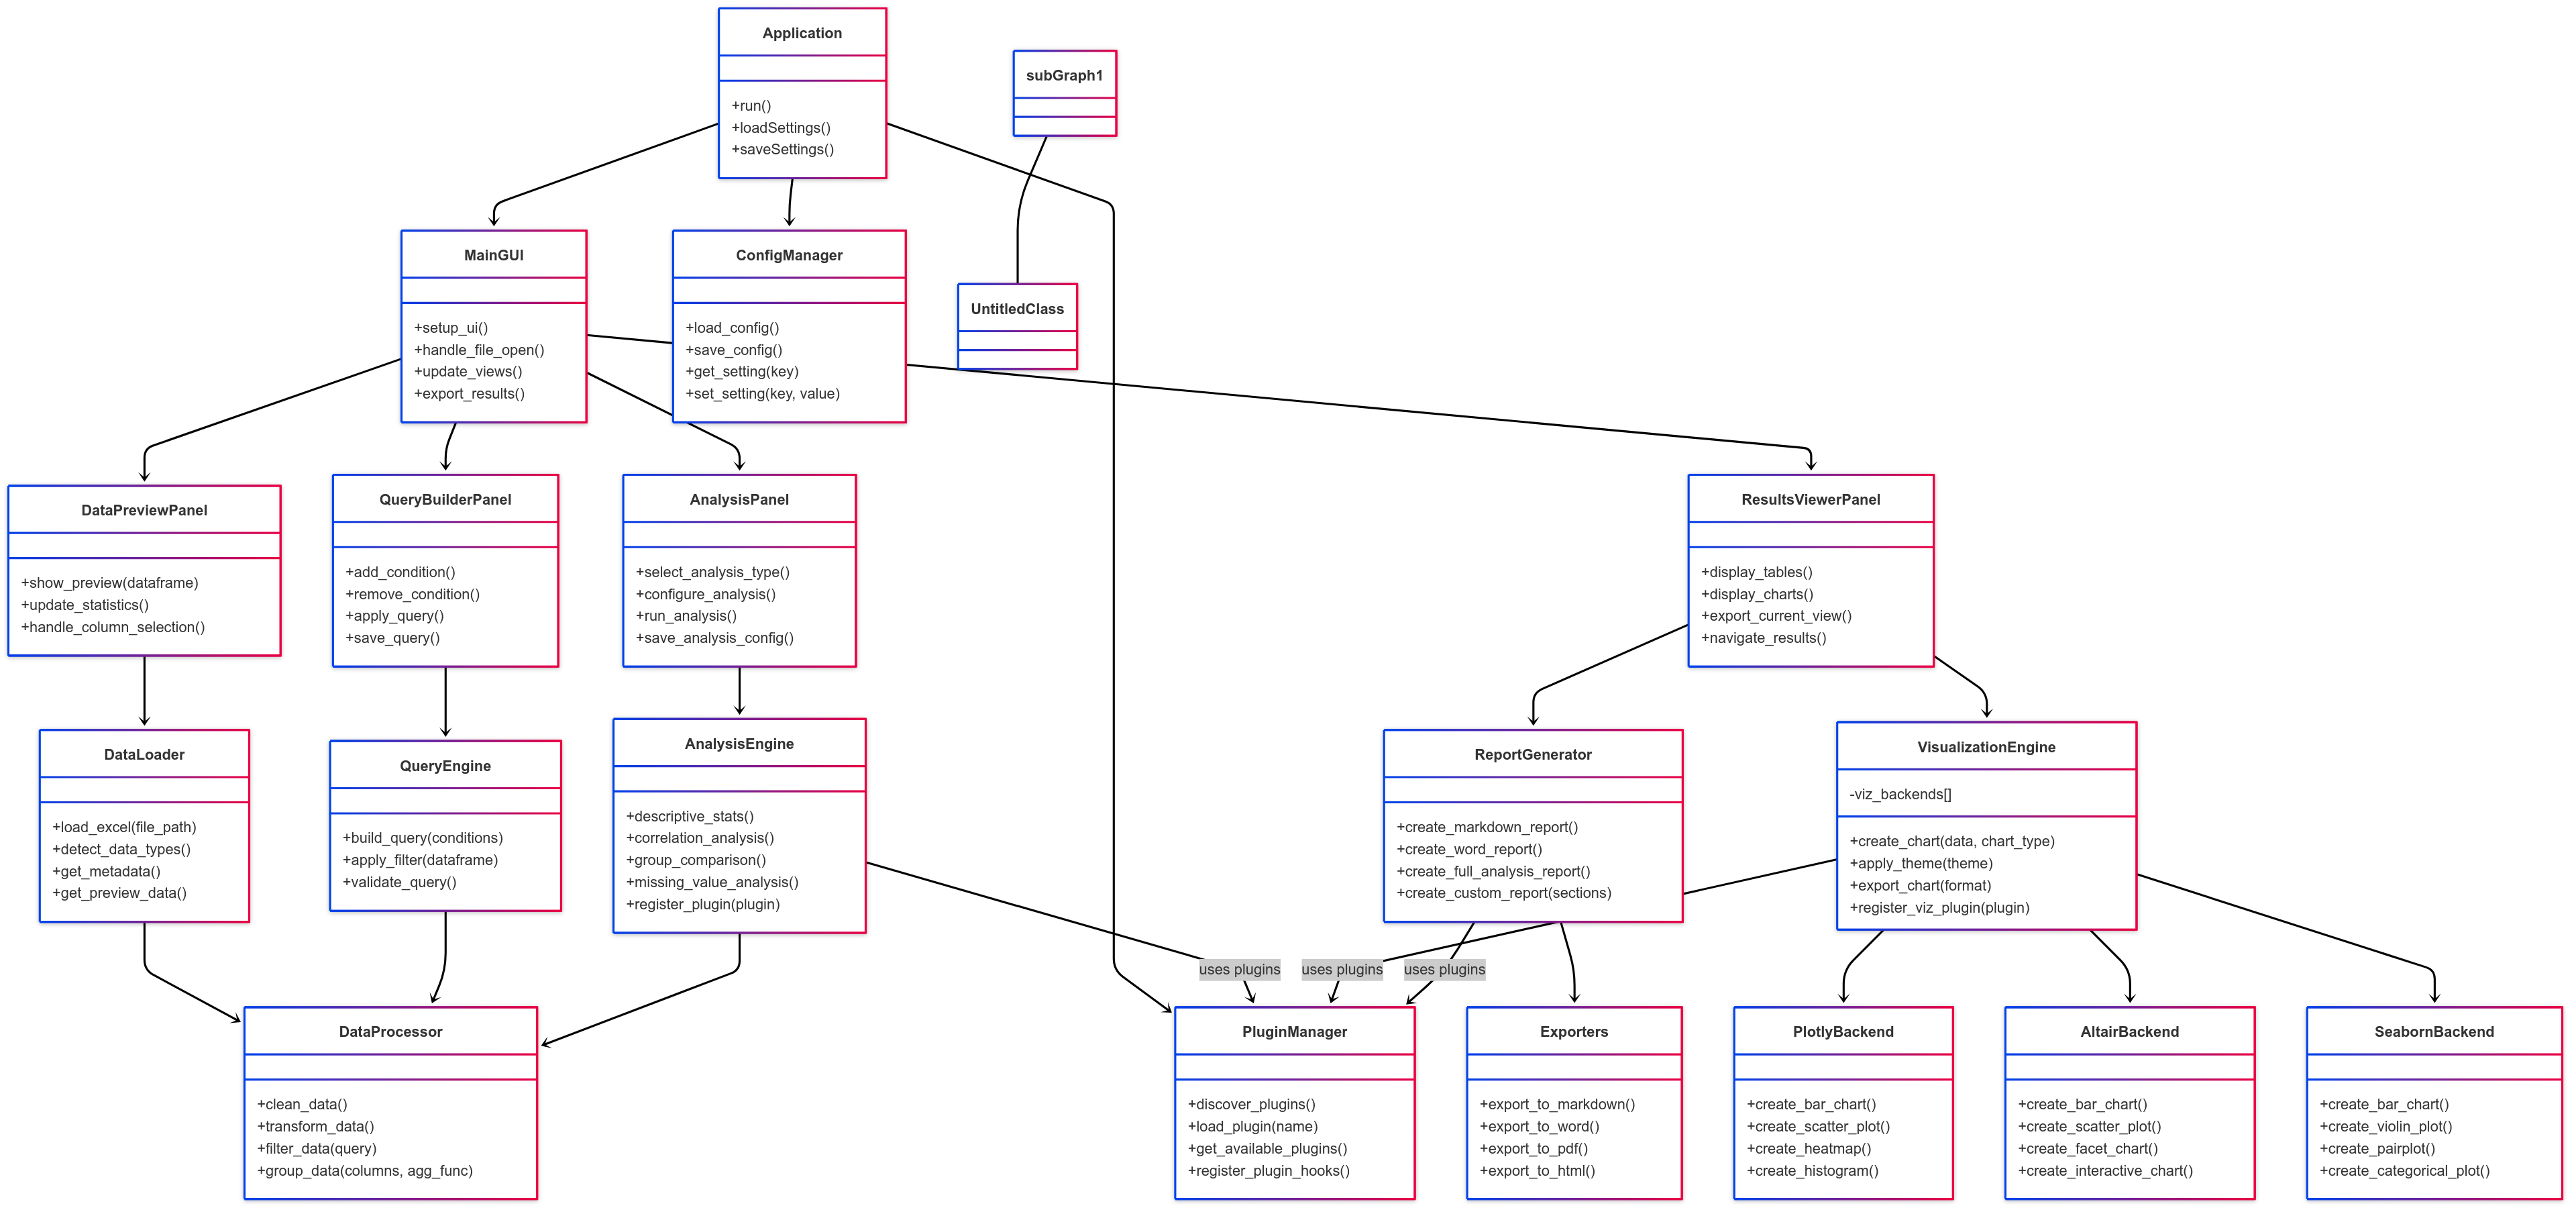 Application
+run()
+loadSettings()
+saveSettings()
subGraph1
MainGUI
+setup_ui()
+handle_file_open()
+update_views()
+export_results()
ConfigManager
+load_config()
+save_config()
+get_setting(key)
+set_setting(key, value)
UntitledClass
DataPreviewPanel
+show_preview(dataframe)
+update_statistics()
+handle_column_selection()
QueryBuilderPanel
+add_condition()
+remove_condition()
+apply_query()
+save_query()
AnalysisPanel
+select_analysis_type()
+configure_analysis()
+run_analysis()
+save_analysis_config()
ResultsViewerPanel
+display_tables()
+display_charts()
+export_current_view()
+navigate_results()
DataLoader
+load_excel(file_path)
+detect_data_types()
+get_metadata()
+get_preview_data()
QueryEngine
+build_query(conditions)
+apply_filter(dataframe)
+validate_query()
AnalysisEngine
+descriptive_stats()
+correlation_analysis()
+group_comparison()
+missing_value_analysis()
+register_plugin(plugin)
ReportGenerator
+create_markdown_report()
+create_word_report()
+create_full_analysis_report()
+create_custom_report(sections)
VisualizationEngine
-viz_backends[]
+create_chart(data, chart_type)
+apply_theme(theme)
+export_chart(format)
+register_viz_plugin(plugin)
uses plugins
uses plugins
uses plugins
DataProcessor
+clean_data()
+transform_data()
+filter_data(query)
+group_data(columns, agg_func)
PluginManager
+discover_plugins()
+load_plugin(name)
+get_available_plugins()
+register_plugin_hooks()
Exporters
+export_to_markdown()
+export_to_word()
+export_to_pdf()
+export_to_html()
PlotlyBackend
+create_bar_chart()
+create_scatter_plot()
+create_heatmap()
+create_histogram()
AltairBackend
+create_bar_chart()
+create_scatter_plot()
+create_facet_chart()
+create_interactive_chart()
SeabornBackend
+create_bar_chart()
+create_violin_plot()
+create_pairplot()
+create_categorical_plot()